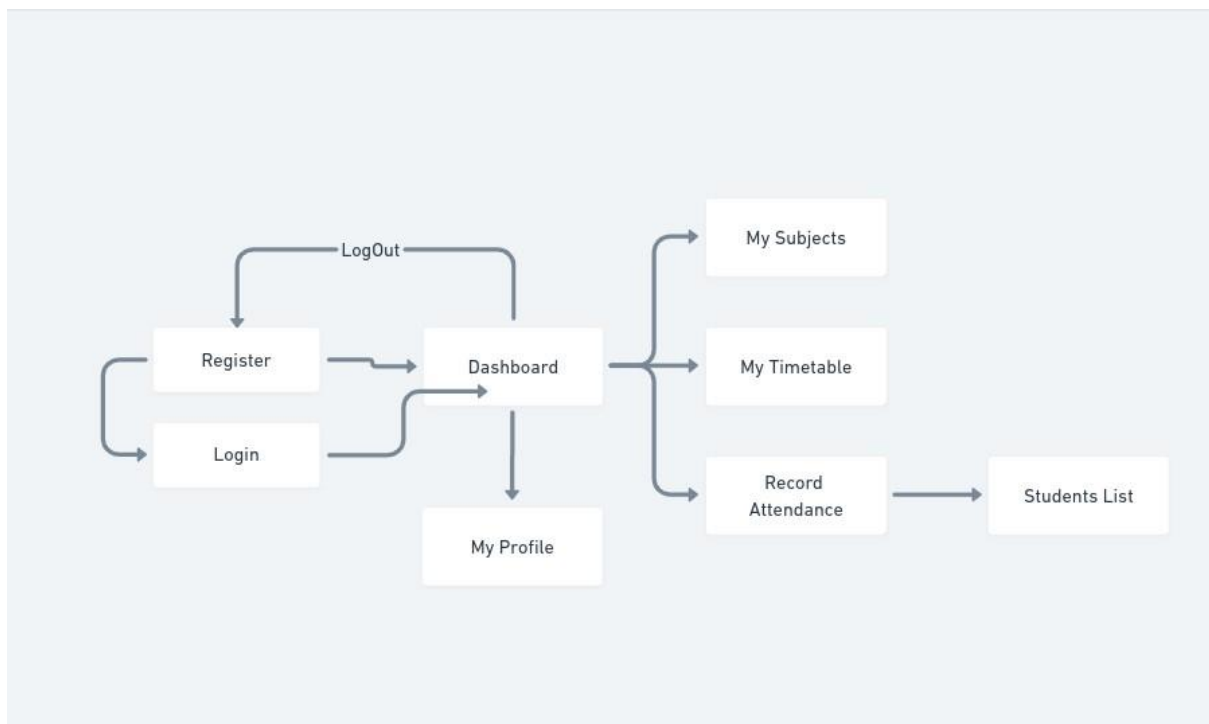 My Subjects
LogOut
Register
Dashboard
My Timetable
Login
Record
Attendance
Students List
My Profile